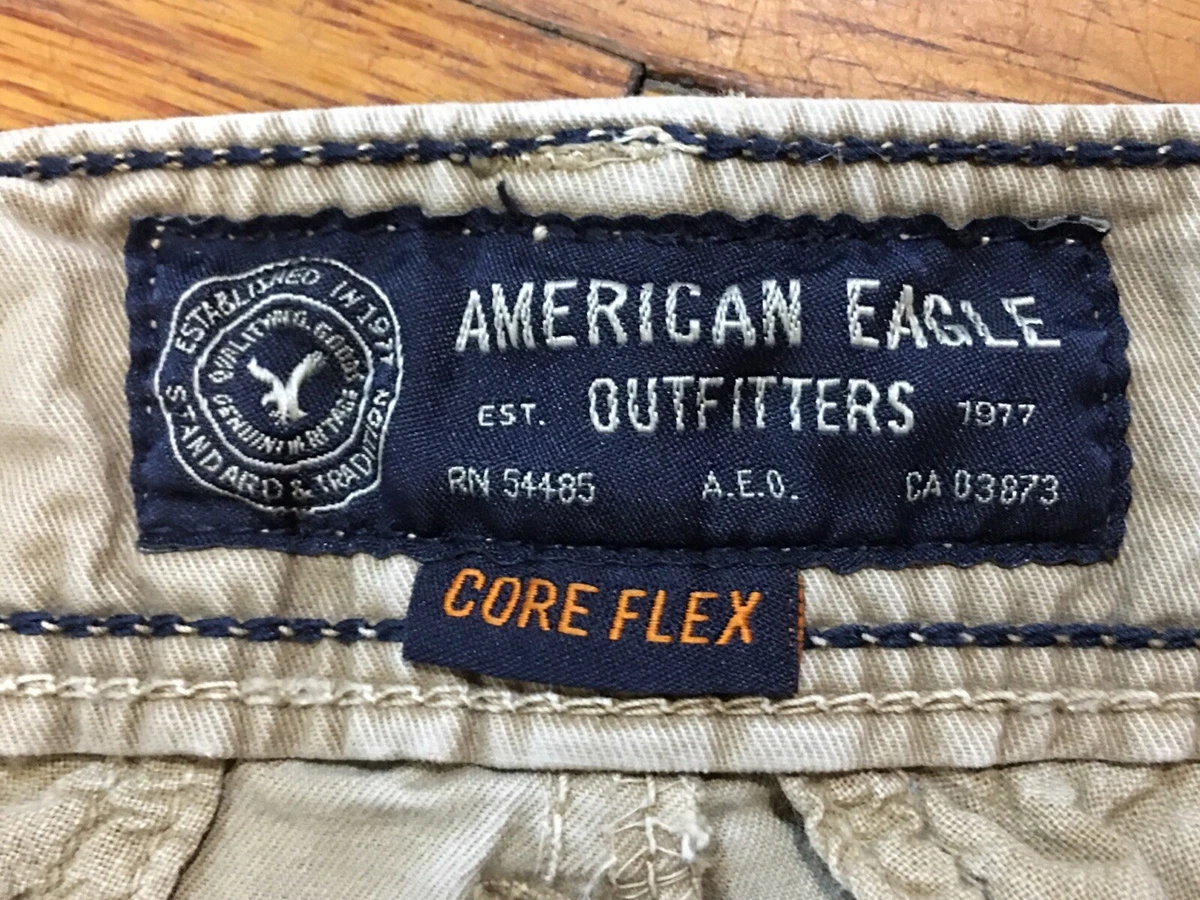 ESTABLISHED IN 1977
STANDARD & TRADITION
QUALITY GOODS
GENUINE
AMERICAN EAGLE
EST. OUTFITTERS 1977
RN 54485 A.E.O. CA 03873
CORE FLEX